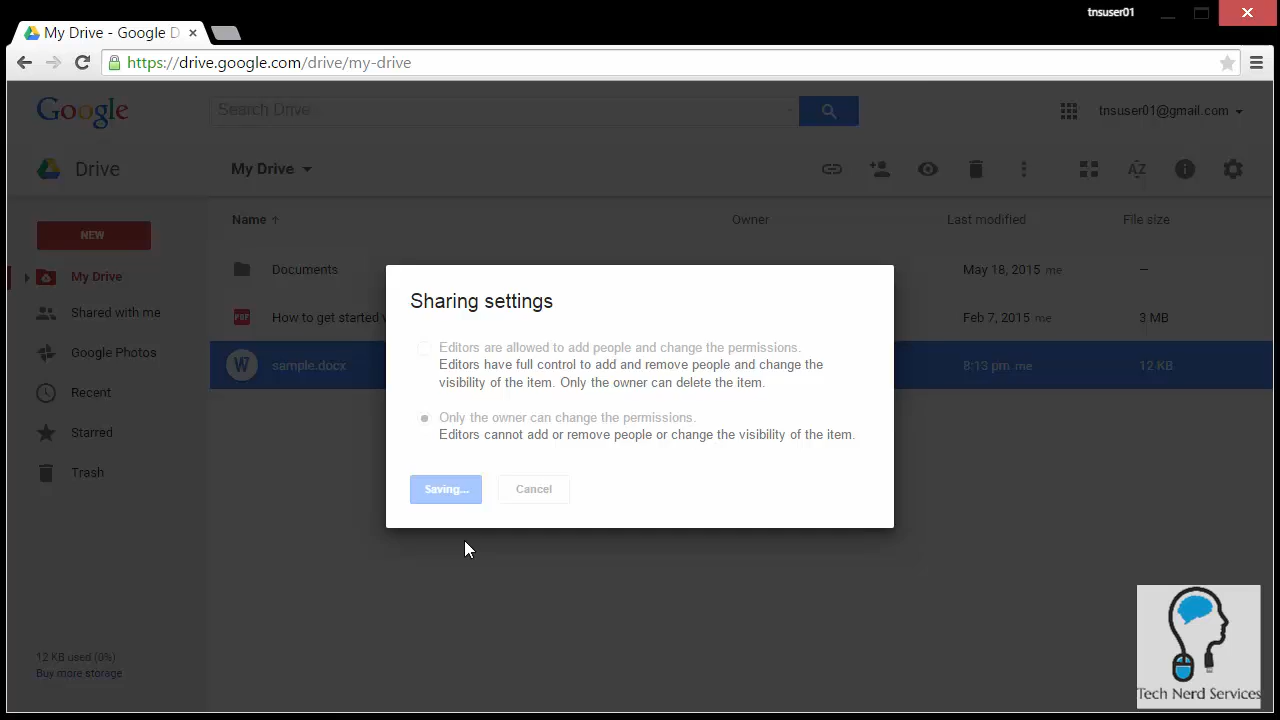 tnsuser01
My Drive - Google D
https://drive.google.com/drive/my-drive
Google
Search Drive
tnsuser01@gmail.com
Drive
My Drive
AZ
NEW
Name
Owner
Last modified
File size
My Drive
Shared with me
Google Photos
Recent
Starred
Trash
Documents
May 18, 2015 me
—
PDF
How to get started
Feb 7, 2015 me
3 MB
W
sample.docx
8:13 pm me
12 KB
Sharing settings
Editors are allowed to add people and change the permissions.
Editors have full control to add and remove people and change the
visibility of the item. Only the owner can delete the item.
Only the owner can change the permissions.
Editors cannot add or remove people or change the visibility of the item.
Saving...
Cancel
12 KB used (0%)
Buy more storage
Tech Nerd Services